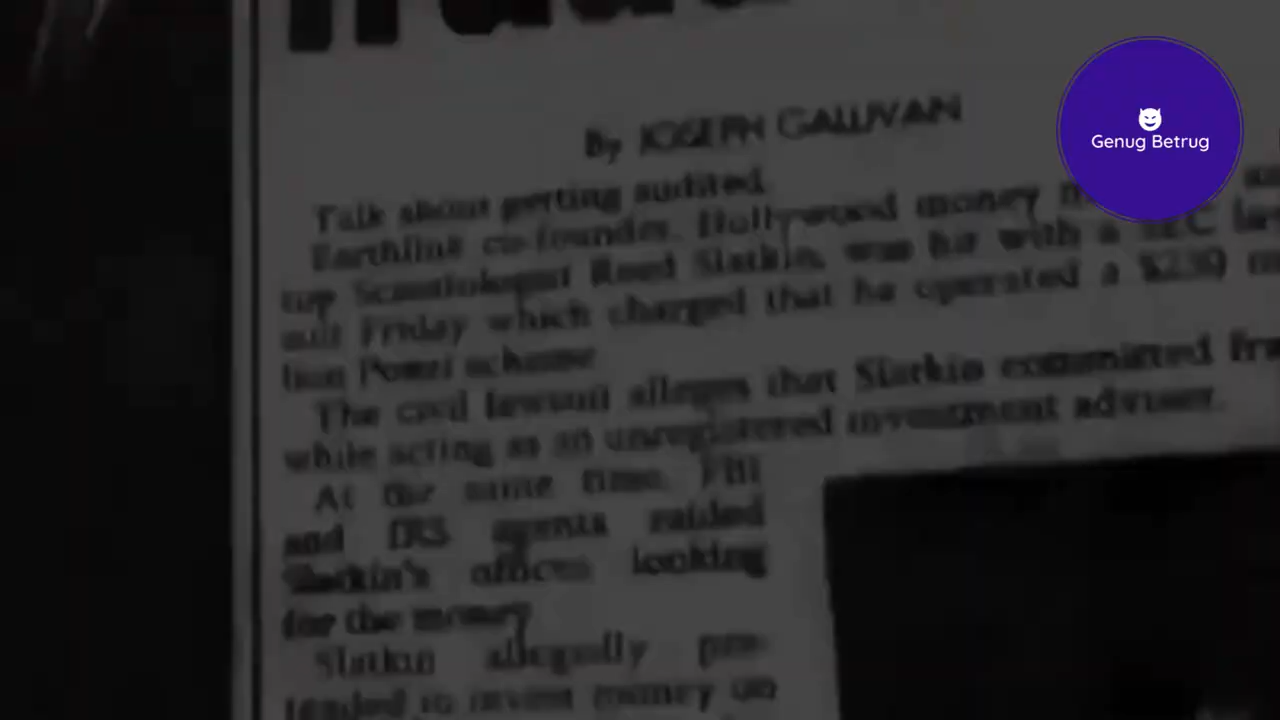 By JOSEPH GALLIVAN
Genug Betrug
Talk about getting audited.
Earthlink co-founder, Hollywood money
top Scientologist Reed Slatkin, was hit with a SEC
suit Friday which charged that he operated a $230
lion Ponzi scheme.
The civil lawsuit alleges that Slatkin committed
while acting as an unregistered investment adviser.
At the same time, FBI
and IRS agents raided
Slatkin's offices looking
for the money.
Slatkin allegedly pre-
tended to invest money on